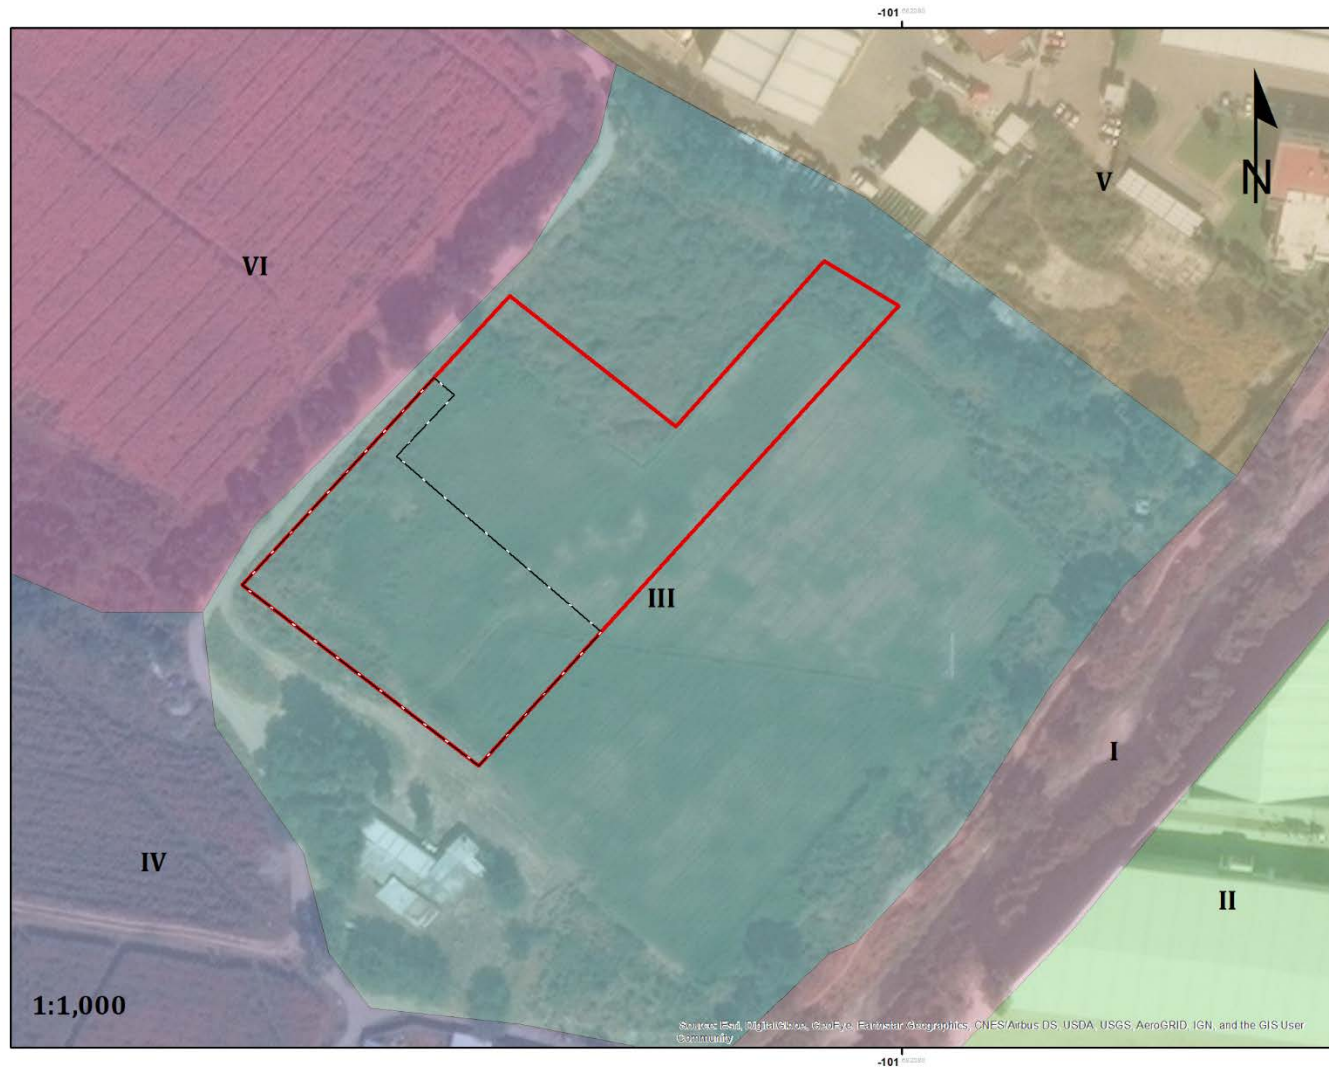 -101
N
V
VI
III
I
IV
II
1:1,000
Sources: Esri, DigitalGlobe, GeoEye, Earthstar Geographics, CNES/Airbus DS, USDA, USGS, AeroGRID, IGN, and the GIS User
Community
-101